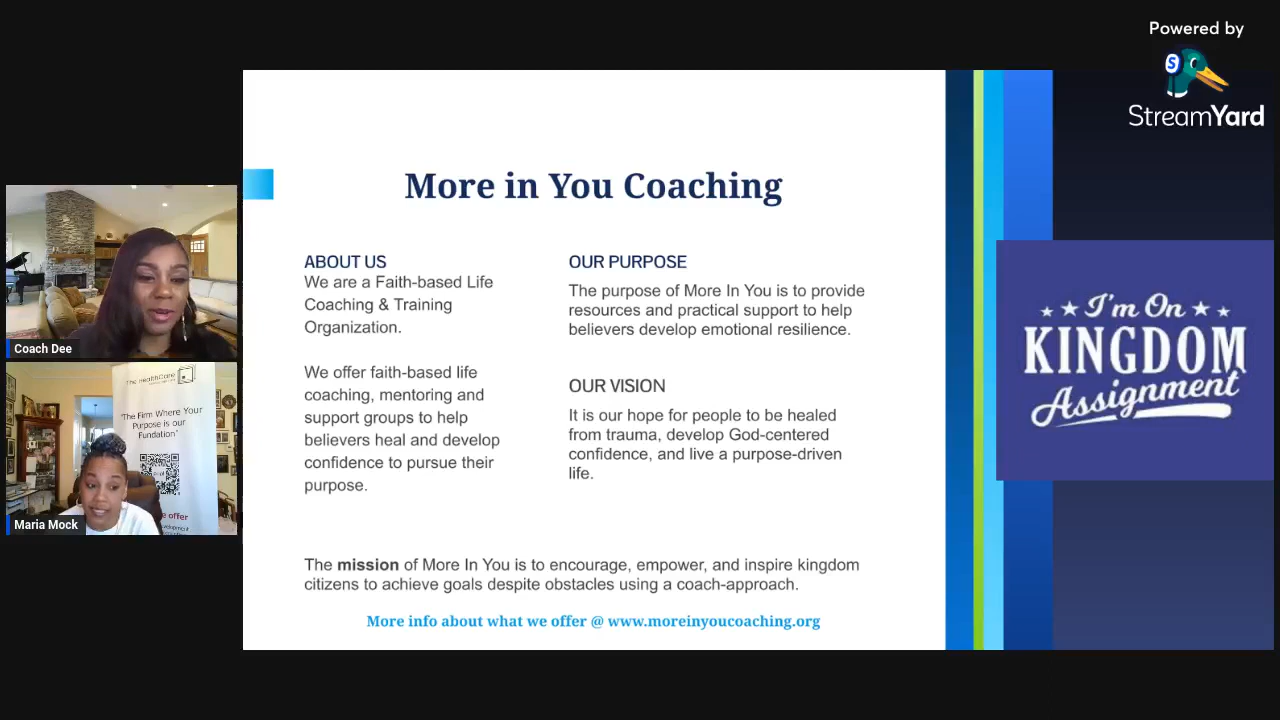 Powered by
StreamYard
More in You Coaching
ABOUT US
We are a Faith-based Life
Coaching & Training
Organization.
We offer faith-based life
coaching, mentoring and
support groups to help
believers heal and develop
confidence to pursue their
purpose.
OUR PURPOSE
The purpose of More In You is to provide
resources and practical support to help
believers develop emotional resilience.
OUR VISION
It is our hope for people to be healed
from trauma, develop God-centered
confidence, and live a purpose-driven
life.
The mission of More In You is to encourage, empower, and inspire kingdom
citizens to achieve goals despite obstacles using a coach-approach.
More info about what we offer @ www.moreinyoucoaching.org
I'm On
KINGDOM
Assignment
Coach Dee
The HealthCare
"The Firm Where Your
Purpose is our
Fundation"
offer
Maria Mock